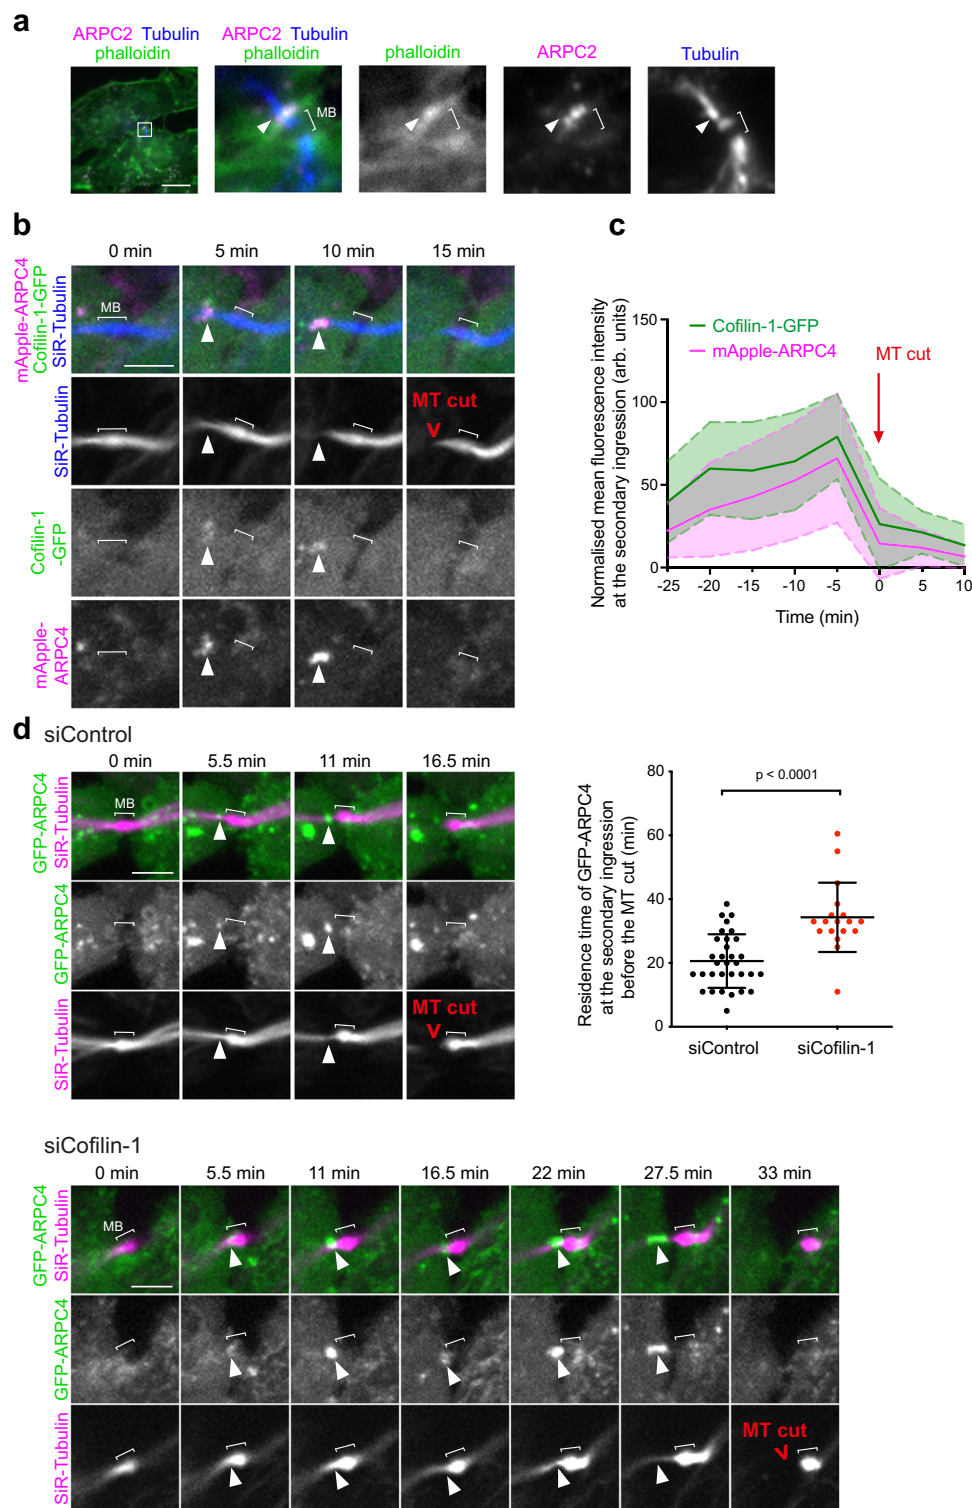 a
ARPC2 Tubulin
phalloidin
ARPC2 Tubulin
phalloidin
phalloidin
ARPC2
Tubulin
MB
b
0 min
5 min
10 min
15 min
mApple-ARPC4
Cofilin-1-GFP
SiR-Tubulin
MB
SiR-Tubulin
MT cut
Cofilin-1
-GFP
mApple-
ARPC4
c
Normalised mean fluorescence intensity
at the secondary ingression (arb. units)
150
100
50
0
Cofilin-1-GFP
mApple-ARPC4
MT cut
-25
-20
-15
-10
-5
0
5
10
Time (min)
d
siControl
0 min
5.5 min
11 min
16.5 min
GFP-ARPC4
SiR-Tubulin
MB
GFP-ARPC4
SiR-Tubulin
MT cut
Residence time of GFP-ARPC4
at the secondary ingression
before the MT cut (min)
80
60
40
20
0
p < 0.0001
siControl
siCofilin-1
siCofilin-1
0 min
5.5 min
11 min
16.5 min
22 min
27.5 min
33 min
GFP-ARPC4
SiR-Tubulin
MB
GFP-ARPC4
SiR-Tubulin
MT cut